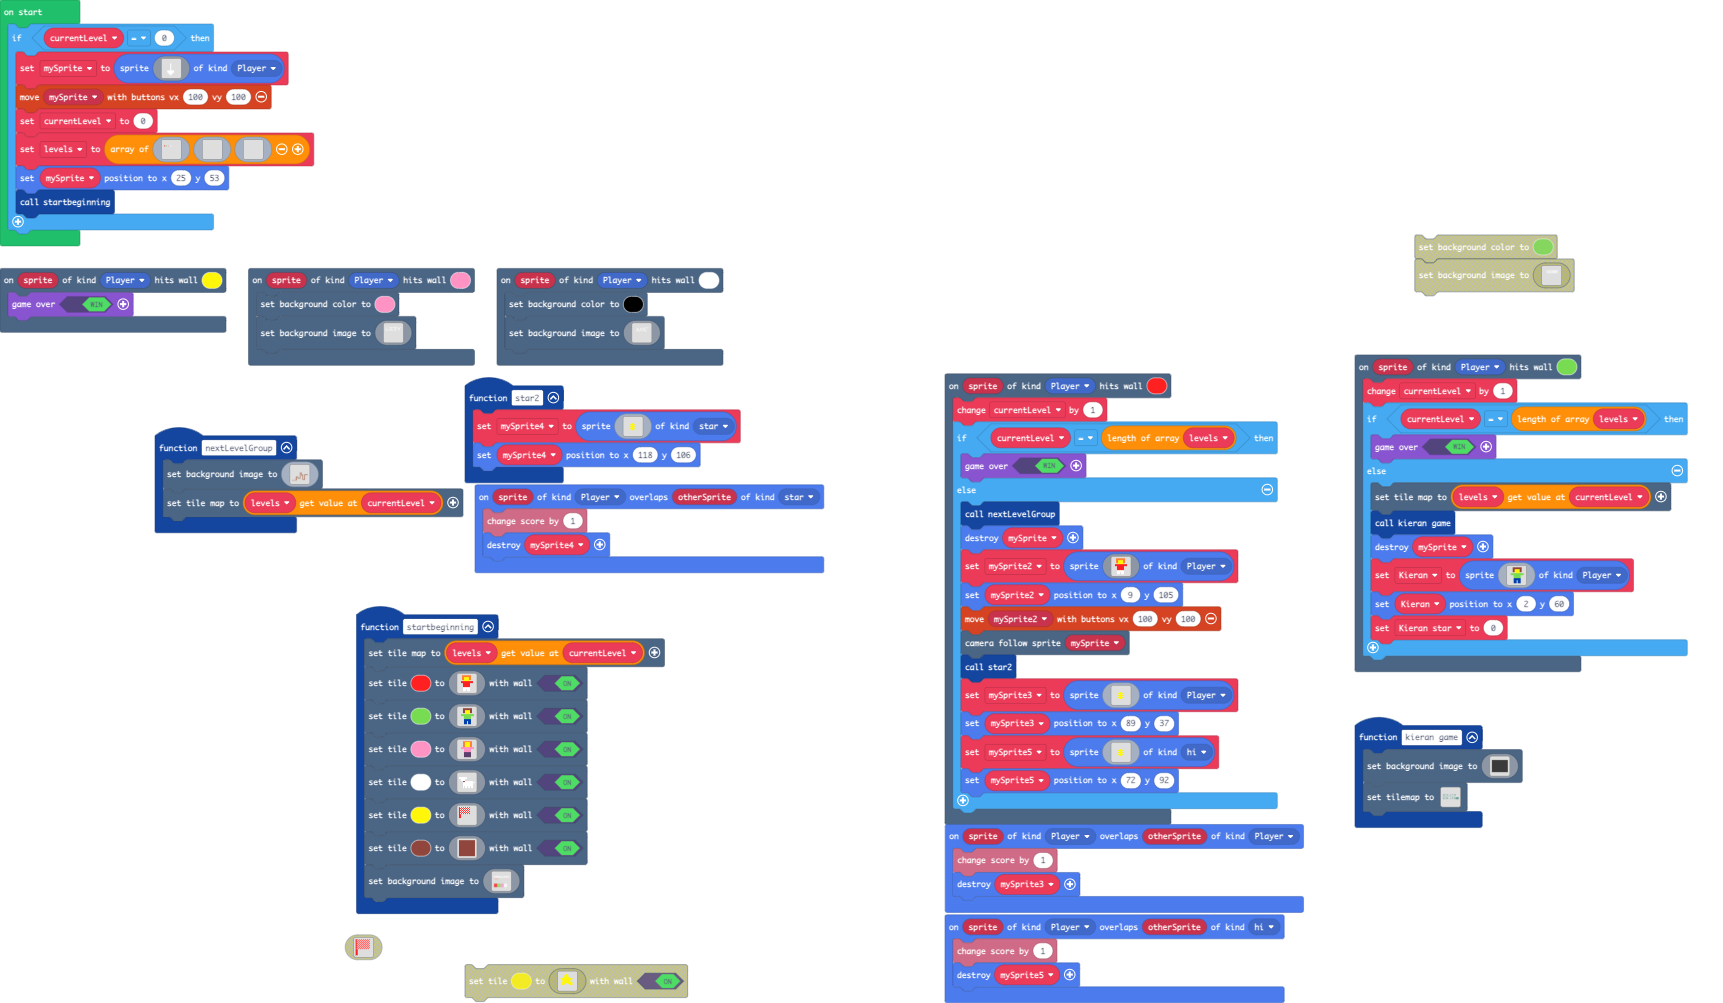 on start
if currentLevel = 0 then
set mySprite to sprite of kind Player
move mySprite with buttons vx 100 vy 100
set currentLevel to 0
set levels to array of
set mySprite position to x 25 y 53
call startbeginning
on sprite of kind Player hits wall
game over WIN
on sprite of kind Player hits wall
set background color to
set background image to
on sprite of kind Player hits wall
set background color to
set background image to
function nextLevelGroup
set background image to
set tile map to levels get value at currentLevel
function star2
set mySprite4 to sprite of kind star
set mySprite4 position to x 118 y 106
on sprite of kind Player overlaps otherSprite of kind star
change score by 1
destroy mySprite4
function startbeginning
set tile map to levels get value at currentLevel
set tile to with wall ON
set tile to with wall ON
set tile to with wall ON
set tile to with wall ON
set tile to with wall ON
set tile to with wall ON
set background image to
set tile to with wall ON
on sprite of kind Player hits wall
change currentLevel by 1
if currentLevel = length of array levels then
game over WIN
else
call nextLevelGroup
destroy mySprite
set mySprite2 to sprite of kind Player
set mySprite2 position to x 9 y 105
move mySprite2 with buttons vx 100 vy 100
camera follow sprite mySprite
call star2
set mySprite3 to sprite of kind Player
set mySprite3 position to x 89 y 37
set mySprite5 to sprite of kind hi
set mySprite5 position to x 72 y 92
on sprite of kind Player overlaps otherSprite of kind Player
change score by 1
destroy mySprite3
on sprite of kind Player overlaps otherSprite of kind hi
change score by 1
destroy mySprite5
set background color to
set background image to
on sprite of kind Player hits wall
change currentLevel by 1
if currentLevel = length of array levels then
game over WIN
else
set tile map to levels get value at currentLevel
call kieran game
destroy mySprite
set Kieran to sprite of kind Player
set Kieran position to x 2 y 60
set Kieran star to 0
function kieran game
set background image to
set tilemap to